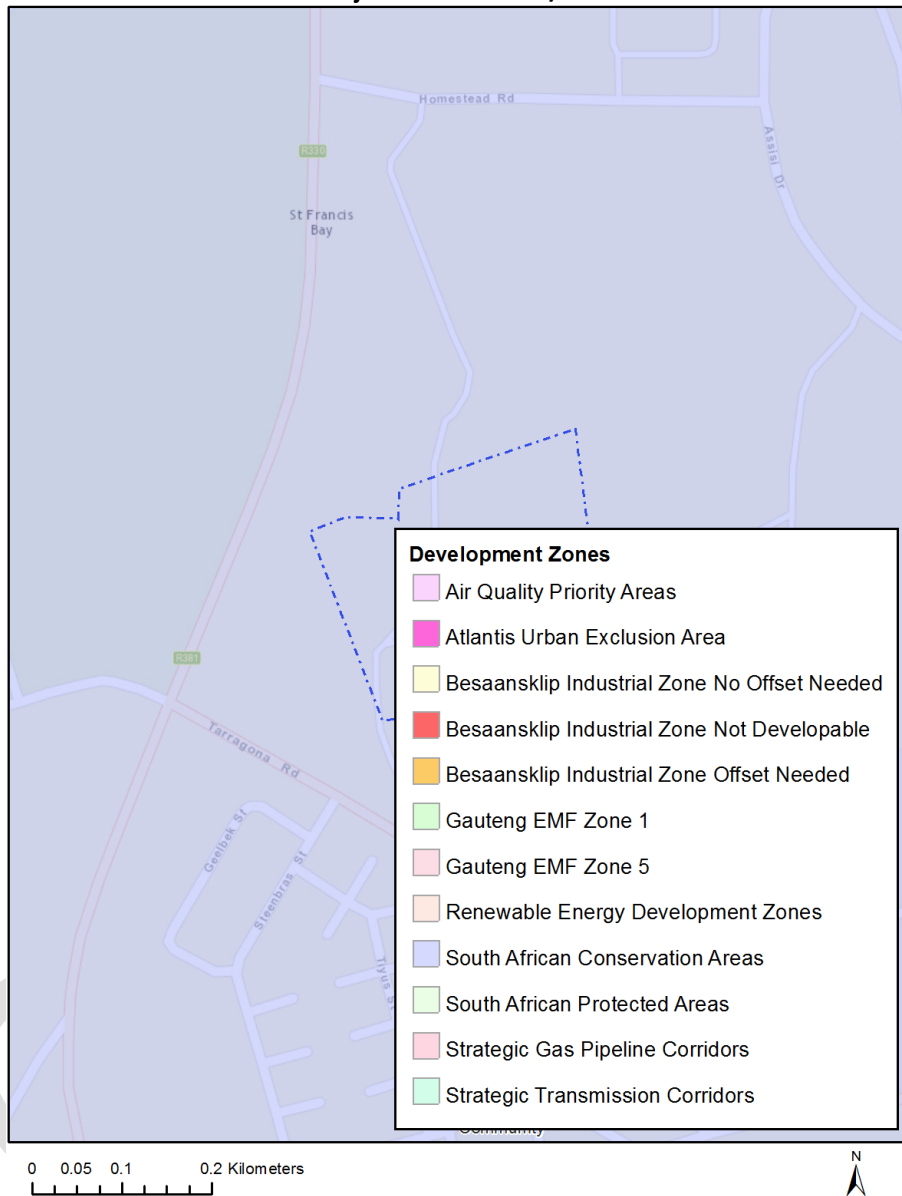 Homestead Rd
R330
Assisi Dr
St Francis
Bay
R381
Tarragona Rd
Geelbek St
Steenbras St
Tiyus St
Development Zones
Air Quality Priority Areas
Atlantis Urban Exclusion Area
Besaansklip Industrial Zone No Offset Needed
Besaansklip Industrial Zone Not Developable
Besaansklip Industrial Zone Offset Needed
Gauteng EMF Zone 1
Gauteng EMF Zone 5
Renewable Energy Development Zones
South African Conservation Areas
South African Protected Areas
Strategic Gas Pipeline Corridors
Strategic Transmission Corridors
0 0.05 0.1 0.2 Kilometers
N